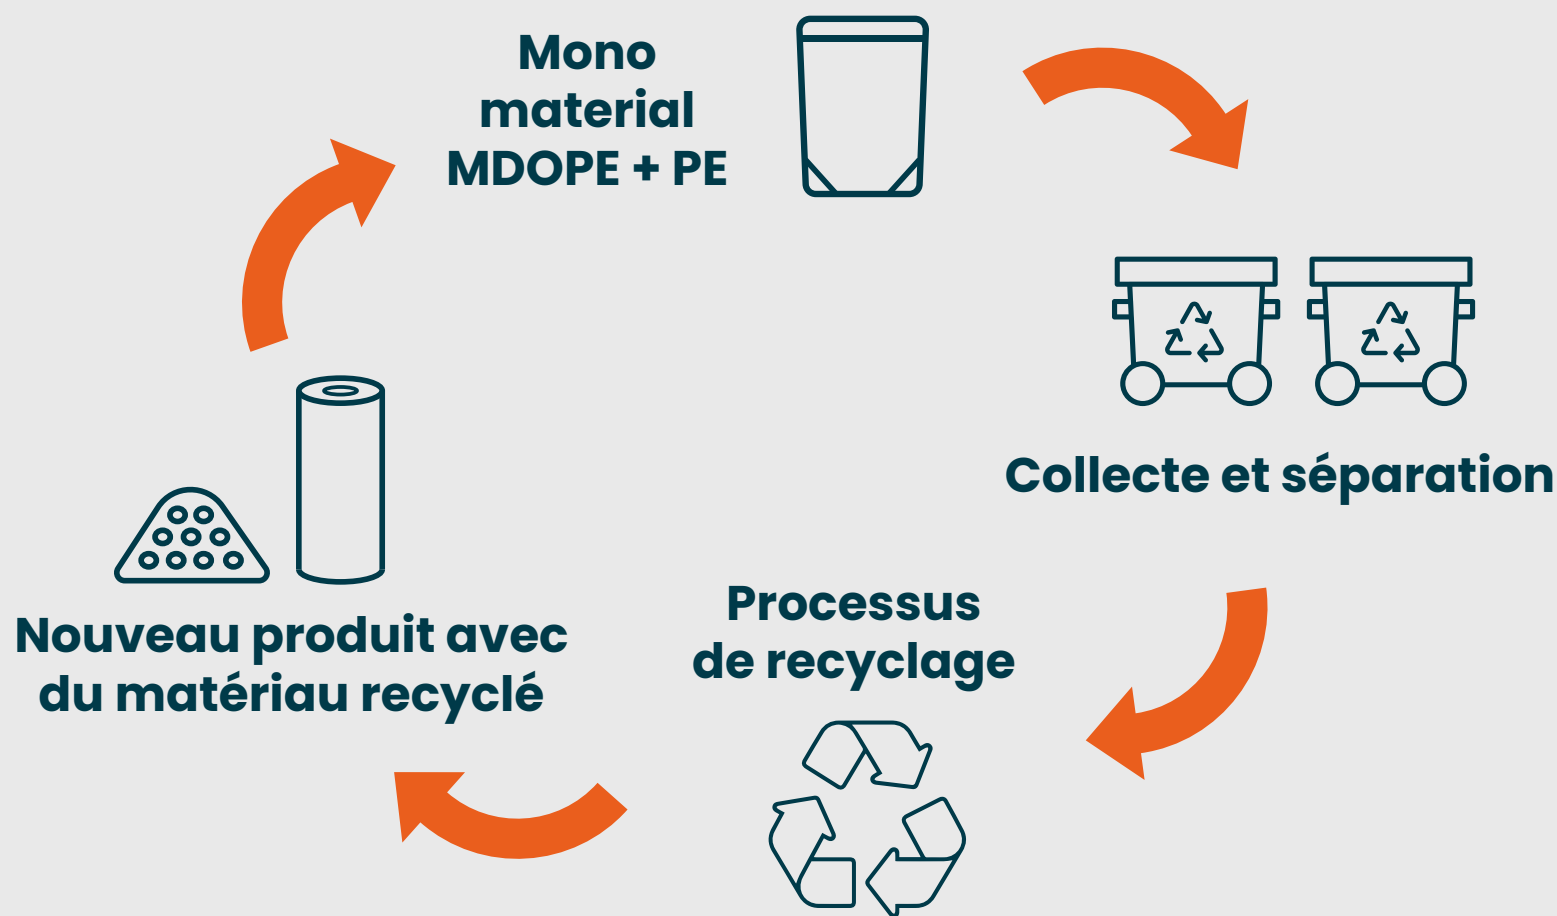 Mono
material
MDOPE + PE
Collecte et séparation
Processus
de recyclage
Nouveau produit avec
du matériau recyclé